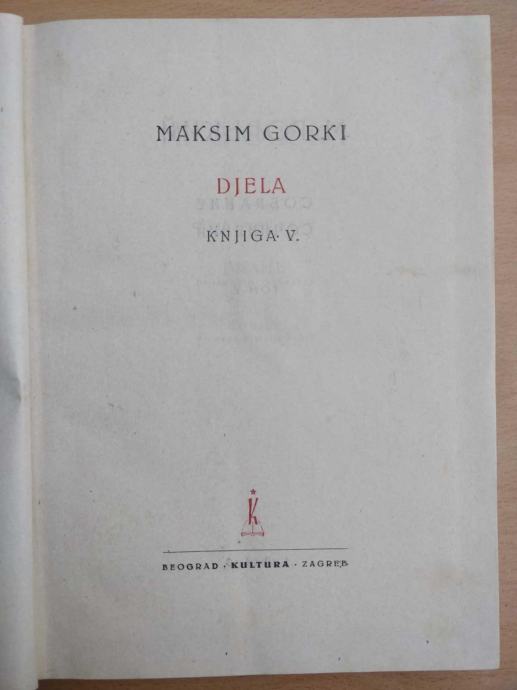 MAKSIM GORKI
DJELA
KNJIGA V.
K
BEOGRAD · KULTURA · ZAGREB